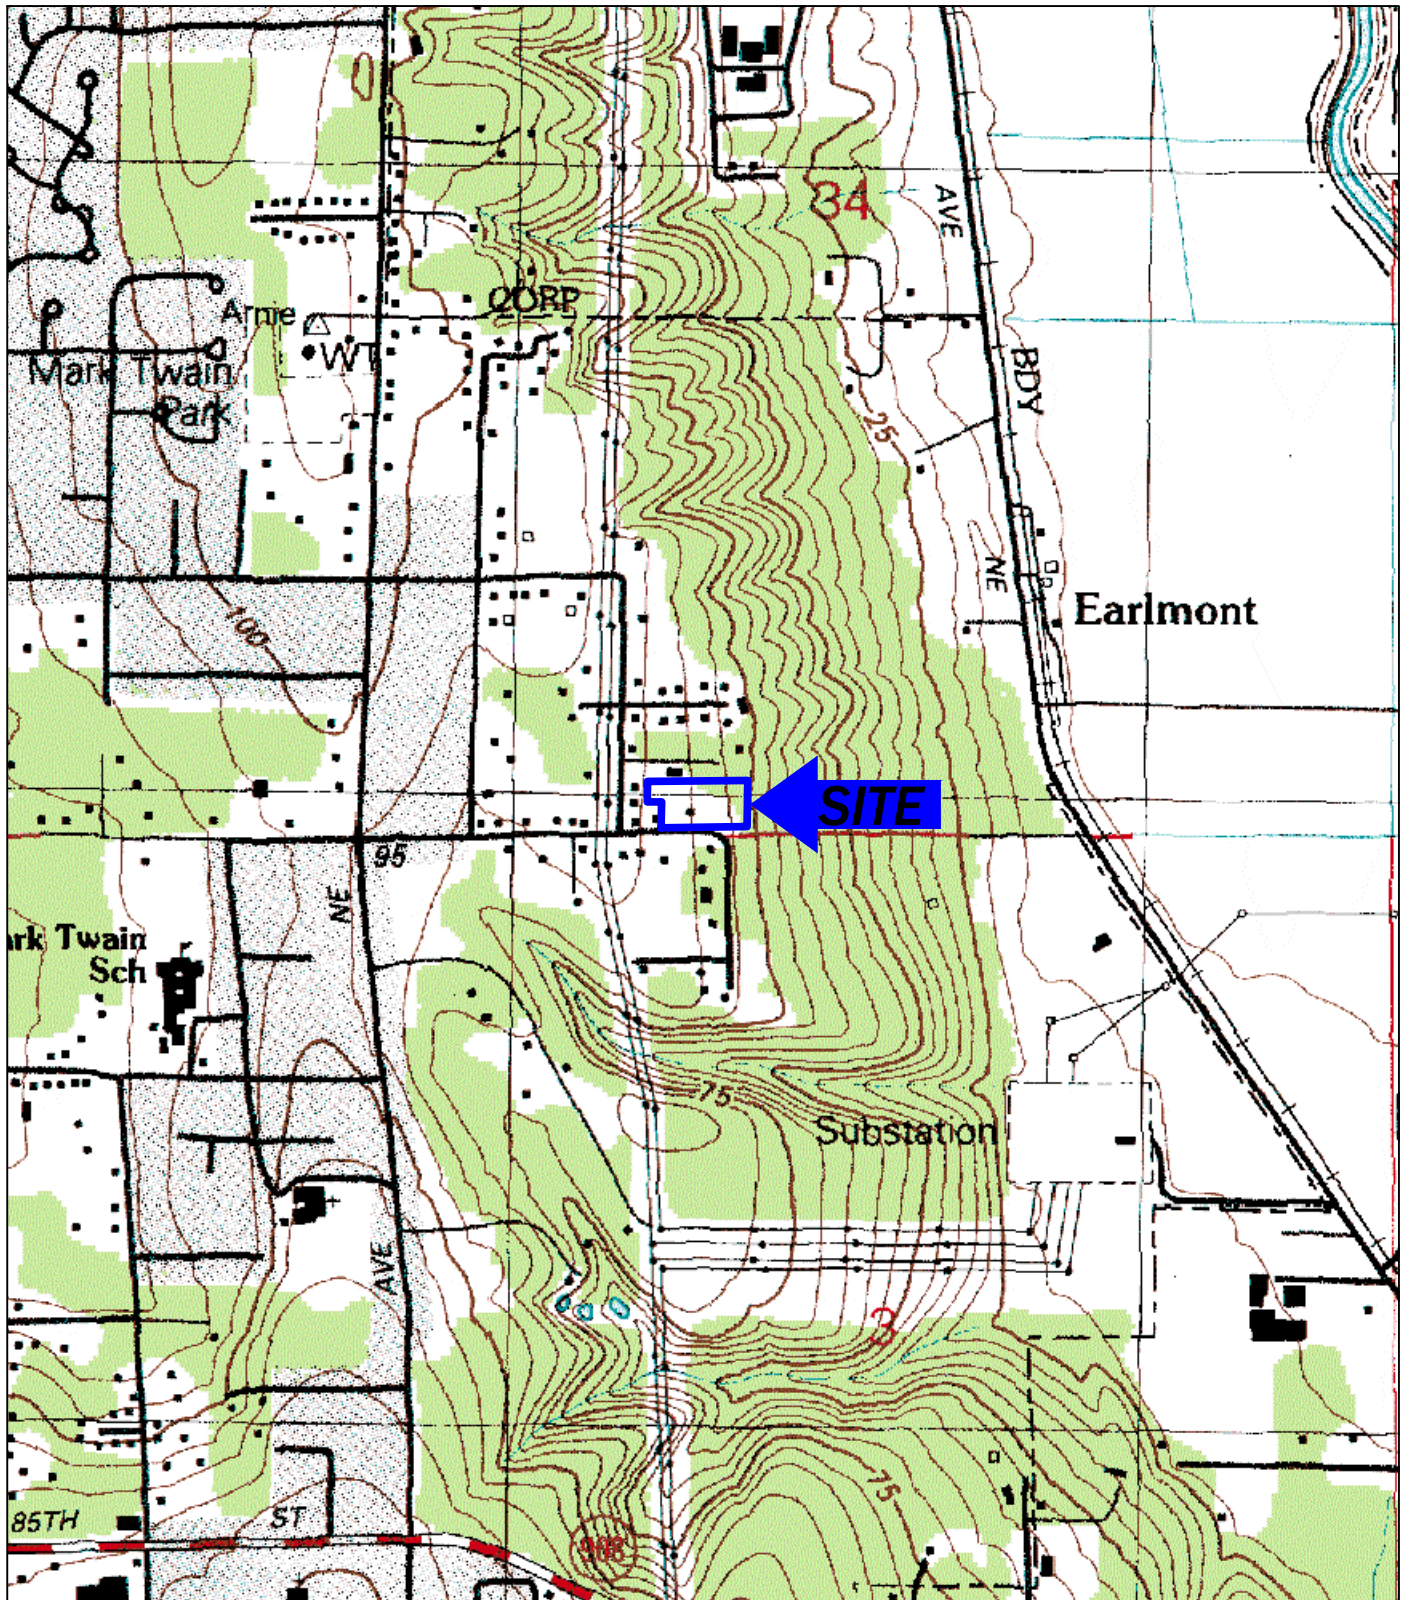 34
AVE
CORP
Arnie
WT
BDY
Mark Twain
Park
25
NE
Earlmont
100
SITE
95
NE
ark Twain
Sch
75
Substation
AVE
3
75
85TH
ST
908